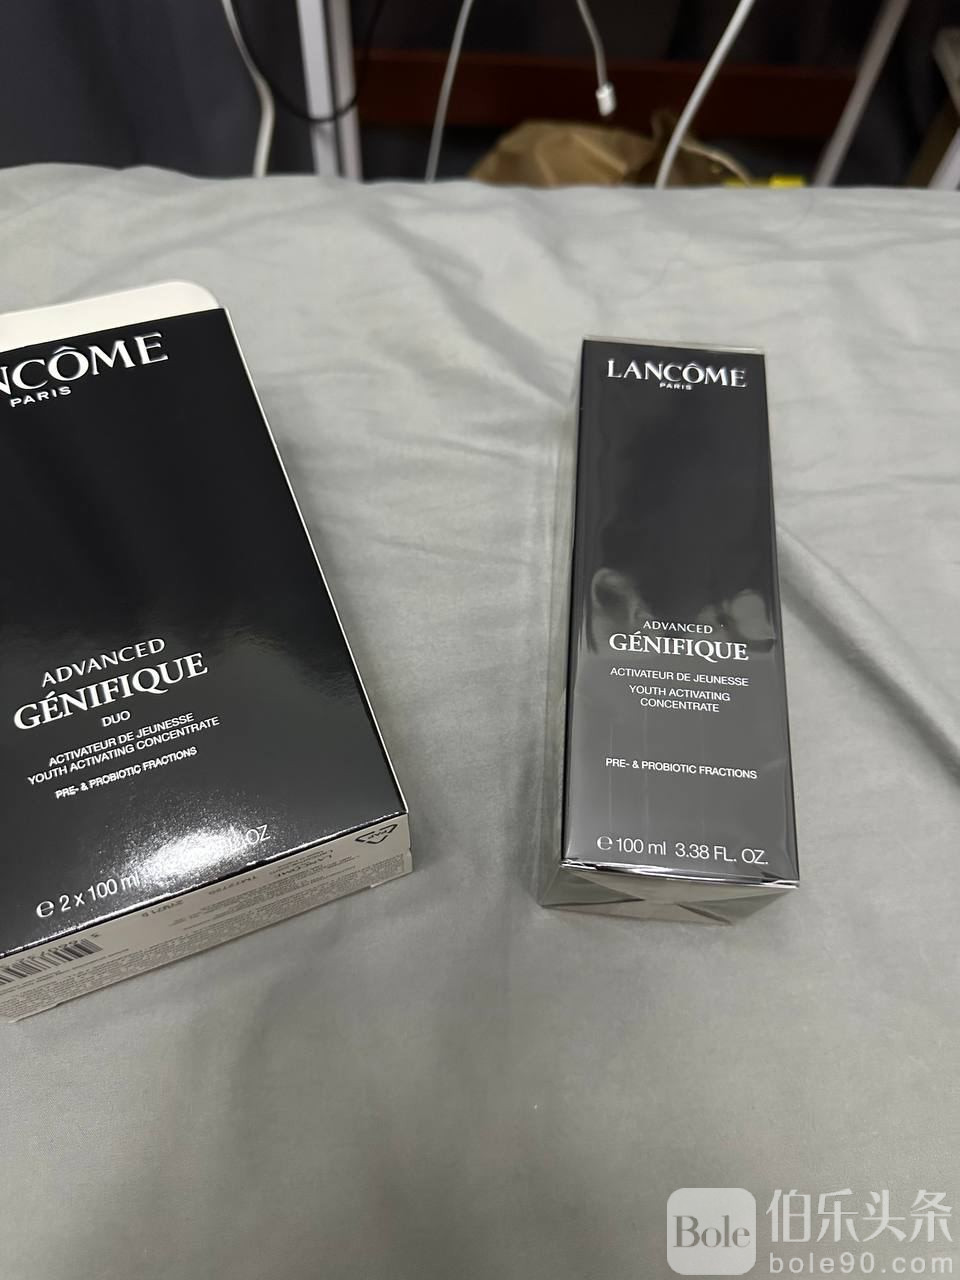 NCÔME
PARIS
ADVANCED
GÉNIFIQUE
DUO
ACTIVATEUR DE JEUNESSE
YOUTH ACTIVATING CONCENTRATE
PRE- & PROBIOTIC FRACTIONS
e 2 x 100 ml OZ
LANCÔME
PARIS
ADVANCED
GÉNIFIQUE
ACTIVATEUR DE JEUNESSE
YOUTH ACTIVATING
CONCENTRATE
PRE- & PROBIOTIC FRACTIONS
e 100 ml 3.38 FL. OZ.
Bole 伯乐头条
bole90.com